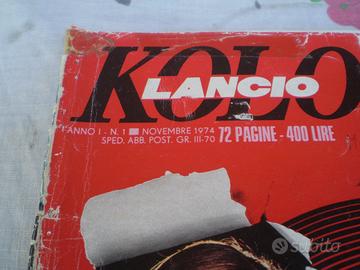 KOLO
LANCIO
ANNO I - N. 1 NOVEMBRE 1974
SPED. ABB. POST. GR. III-70
72 PAGINE - 400 LIRE
subito